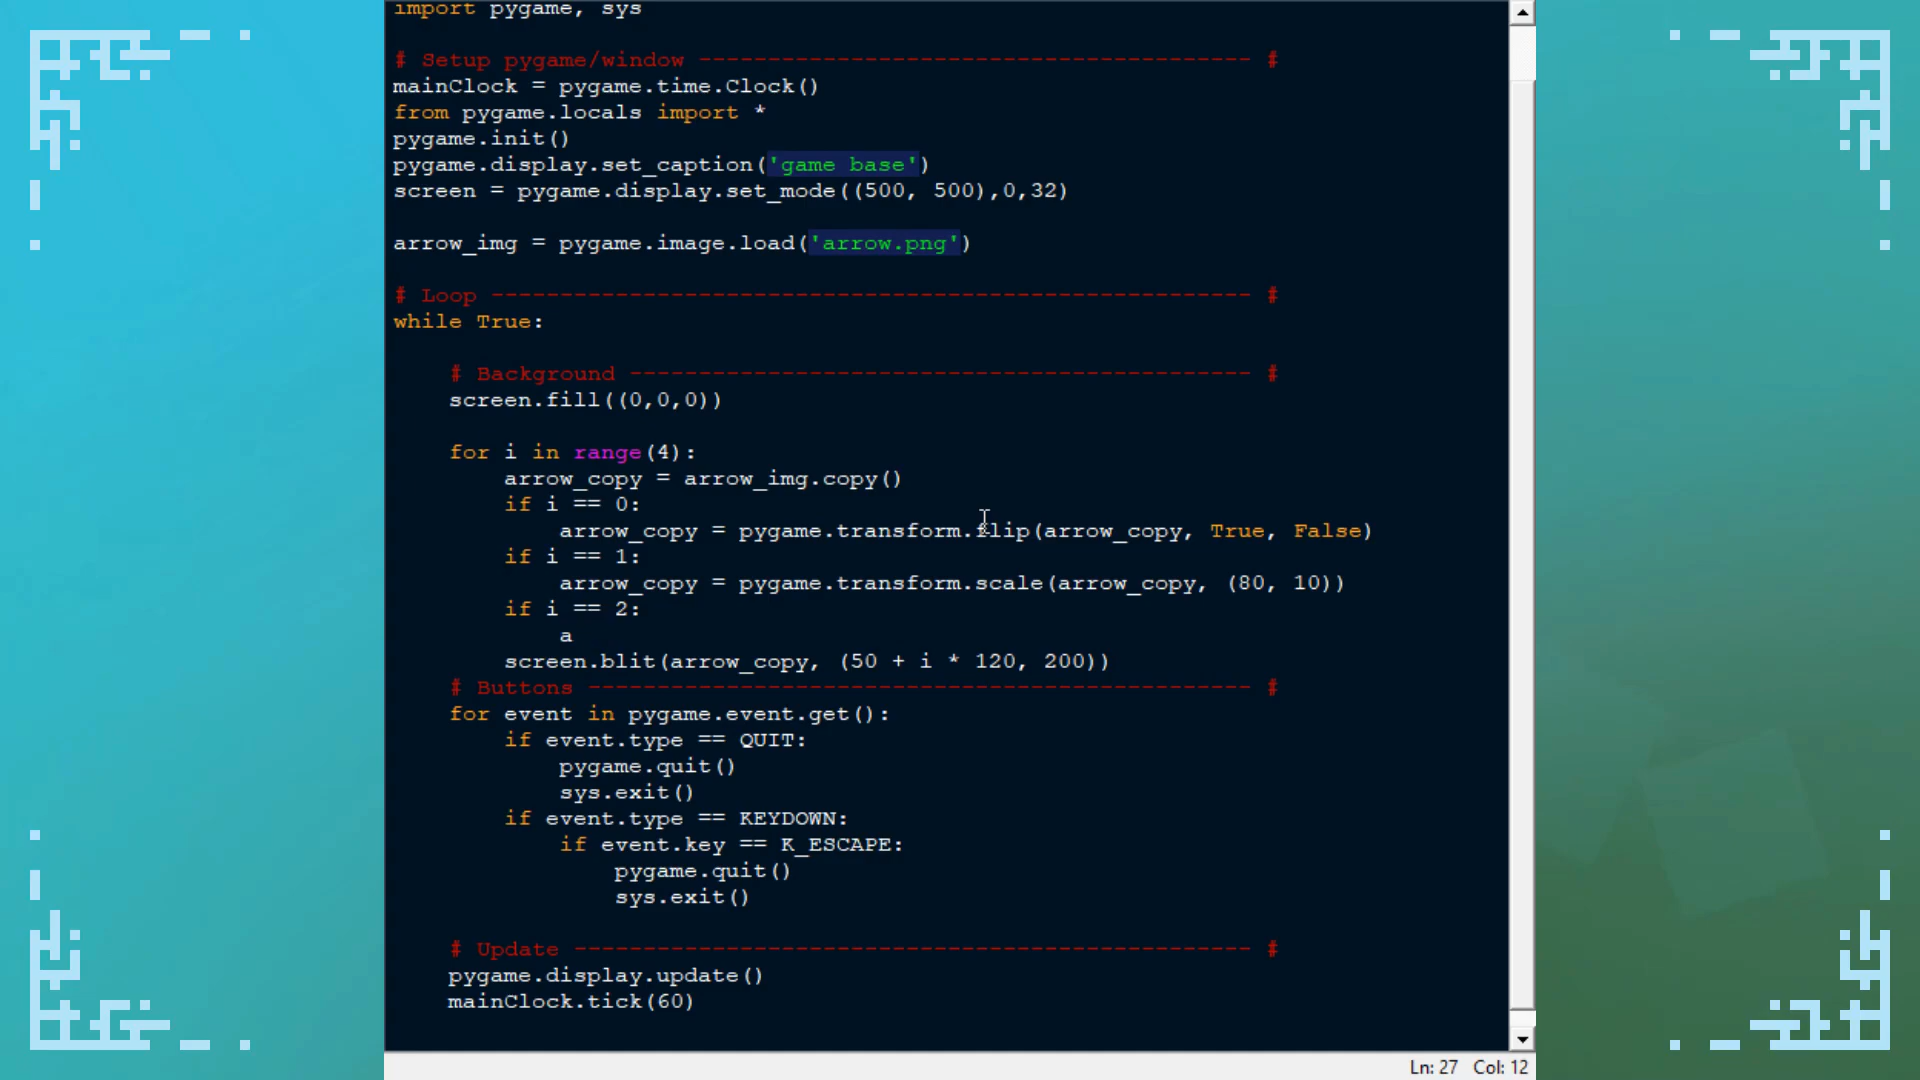 import pygame, sys
# Setup pygame/window ---------------------------------------- #
mainClock = pygame.time.Clock()
from pygame.locals import *
pygame.init()
pygame.display.set_caption('game base')
screen = pygame.display.set_mode((500, 500),0,32)
arrow_img = pygame.image.load('arrow.png')
# Loop ------------------------------------------------------- #
while True:
    # Background --------------------------------------------- #
    screen.fill((0,0,0))
    for i in range(4):
        arrow_copy = arrow_img.copy()
        if i == 0:
            arrow_copy = pygame.transform.flip(arrow_copy, True, False)
        if i == 1:
            arrow_copy = pygame.transform.scale(arrow_copy, (80, 10))
        if i == 2:
            a
        screen.blit(arrow_copy, (50 + i * 120, 200))
    # Buttons ------------------------------------------------ #
    for event in pygame.event.get():
        if event.type == QUIT:
            pygame.quit()
            sys.exit()
        if event.type == KEYDOWN:
            if event.key == K_ESCAPE:
                pygame.quit()
                sys.exit()
    # Update ------------------------------------------------- #
    pygame.display.update()
    mainClock.tick(60)
Ln: 27 Col: 12